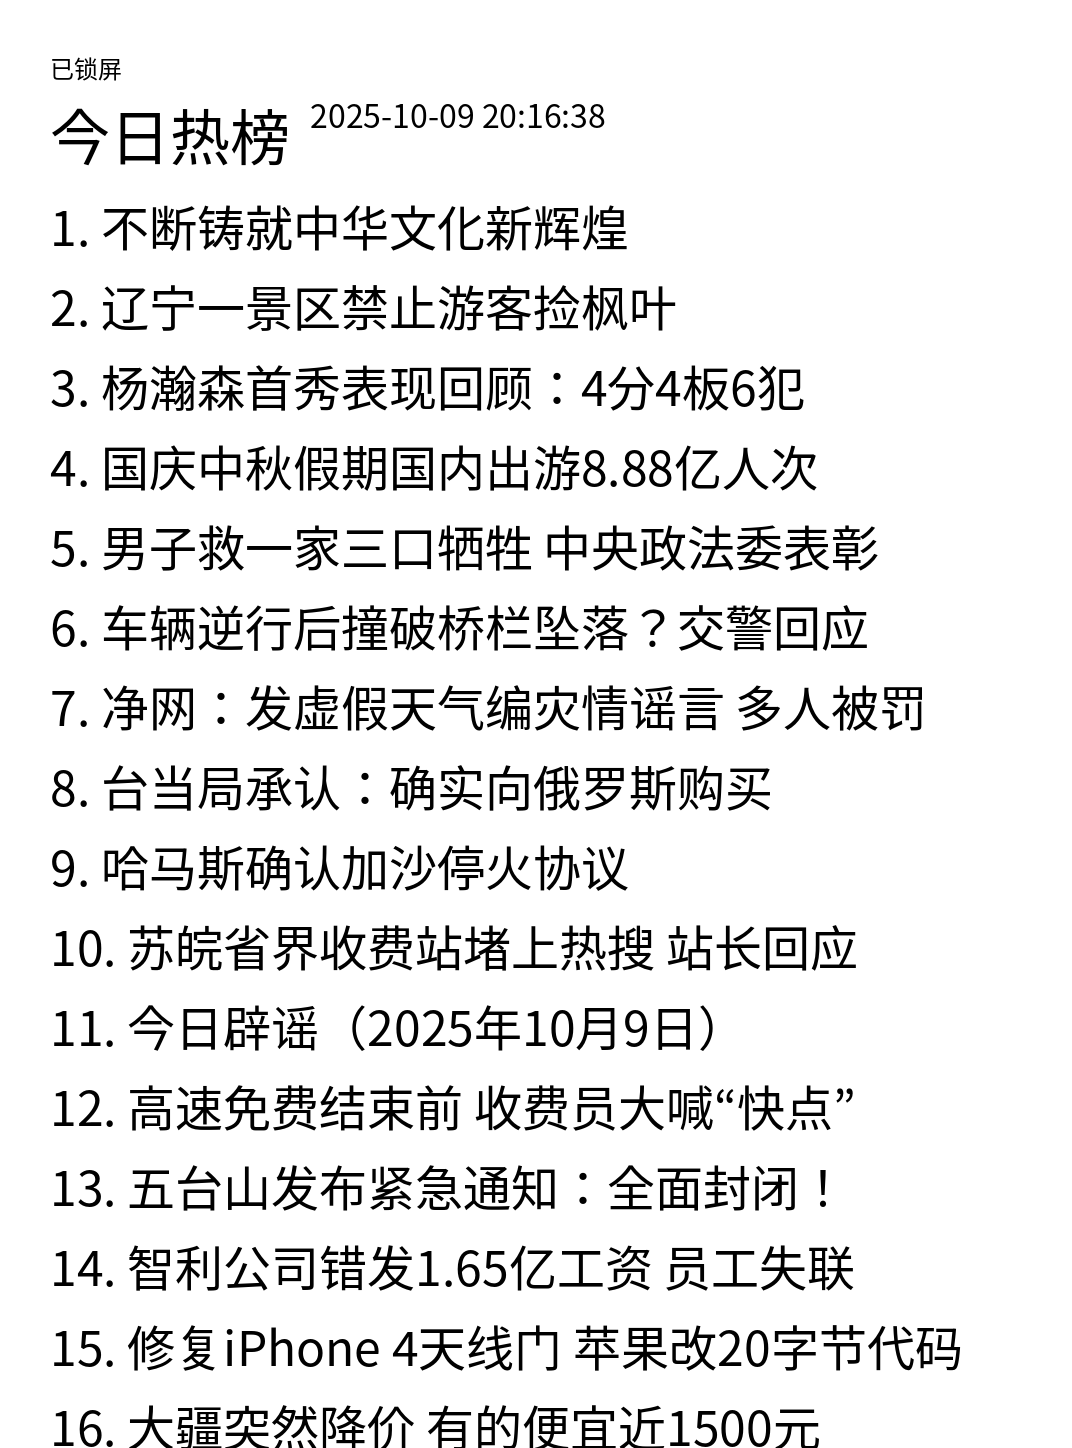 已锁屏
今日热榜 2025-10-09 20:16:38
1. 不断铸就中华文化新辉煌
2. 辽宁一景区禁止游客捡枫叶
3. 杨瀚森首秀表现回顾：4分4板6犯
4. 国庆中秋假期国内出游8.88亿人次
5. 男子救一家三口牺牲 中央政法委表彰
6. 车辆逆行后撞破桥栏坠落？交警回应
7. 净网：发虚假天气编灾情谣言 多人被罚
8. 台当局承认：确实向俄罗斯购买
9. 哈马斯确认加沙停火协议
10. 苏皖省界收费站堵上热搜 站长回应
11. 今日辟谣（2025年10月9日）
12. 高速免费结束前 收费员大喊“快点”
13. 五台山发布紧急通知：全面封闭！
14. 智利公司错发1.65亿工资 员工失联
15. 修复iPhone 4天线门 苹果改20字节代码
16. 大疆突然降价 有的便宜近1500元